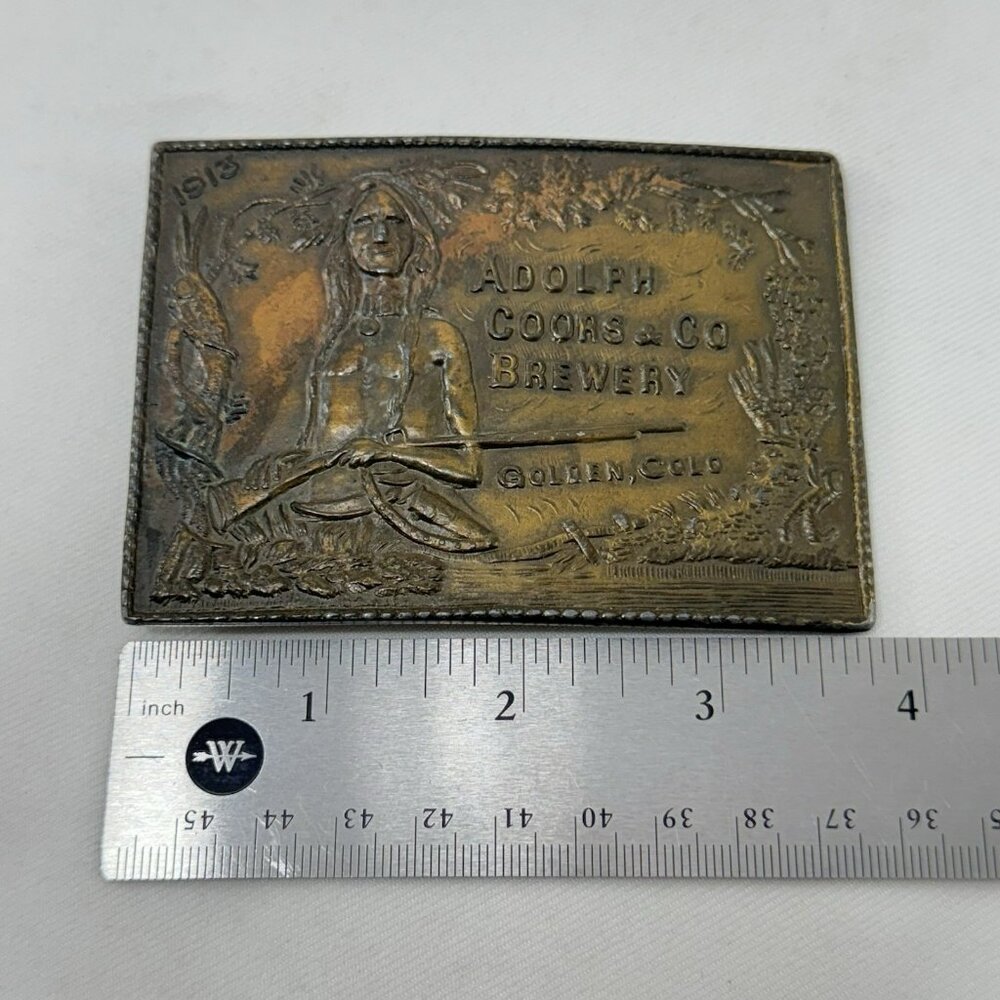 1913
ADOLPH
COORS & CO
BREWERY
GOLDEN, COLO
1 2 3 4
inch
W
45 44 43 42 41 40 39 38 37 36